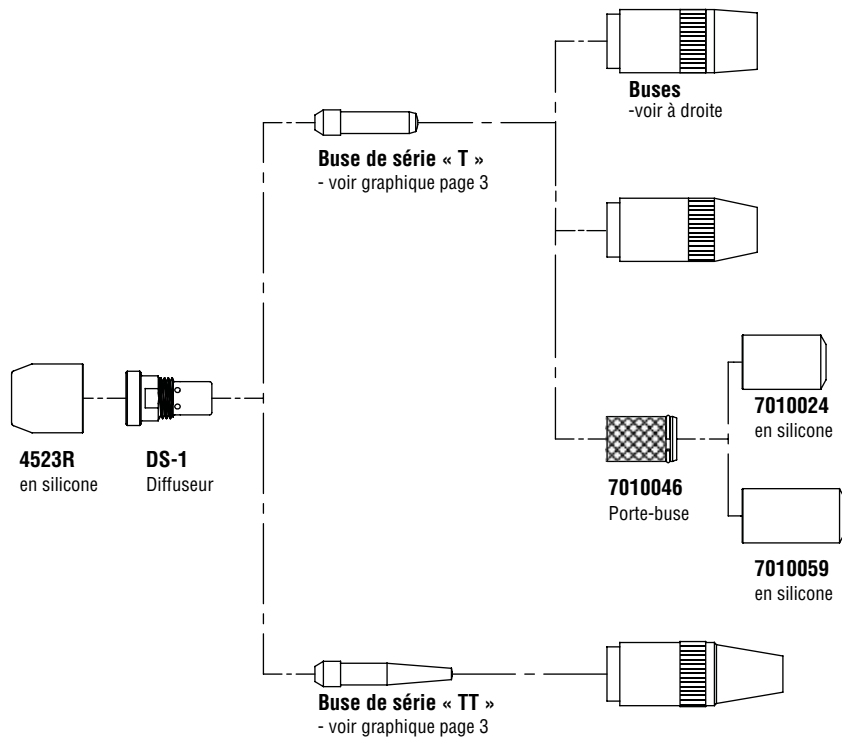 Buses
-voir à droite
Buse de série « T »
- voir graphique page 3
4523R
en silicone
DS-1
Diffuseur
7010024
en silicone
7010046
Porte-buse
7010059
en silicone
Buse de série « TT »
- voir graphique page 3